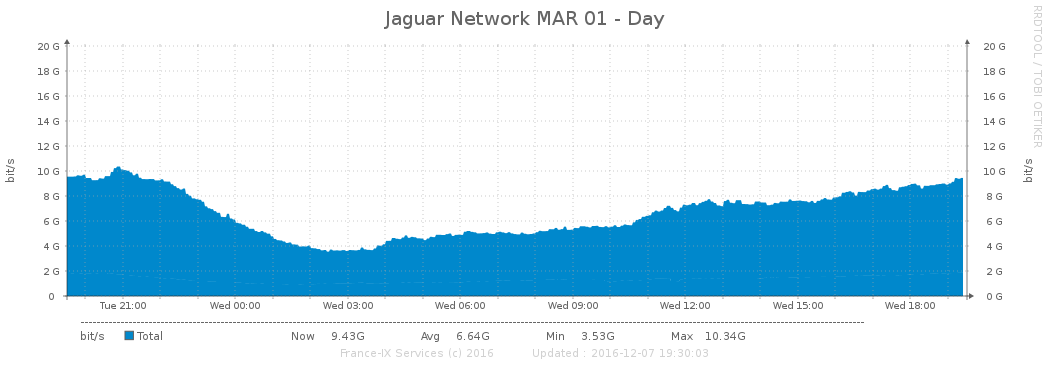 Jaguar Network MAR 01 - Day
RRDTOOL / TOBI OETIKER
bit/s
bit/s
20 G 20 G
18 G 18 G
16 G 16 G
14 G 14 G
12 G 12 G
10 G 10 G
8 G 8 G
6 G 6 G
4 G 4 G
2 G 2 G
0 0 G
Tue 21:00 Wed 00:00 Wed 03:00 Wed 06:00 Wed 09:00 Wed 12:00 Wed 15:00 Wed 18:00
bit/s Total Now 9.43G Avg 6.64G Min 3.53G Max 10.34G
France-IX Services (c) 2016 Updated : 2016-12-07 19:30:03